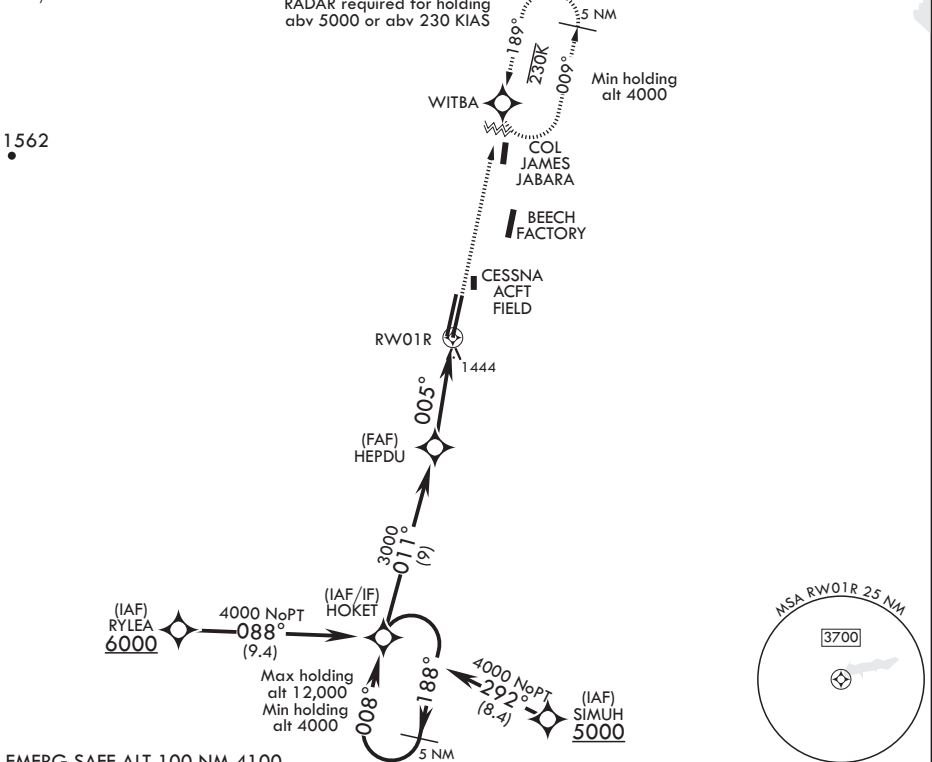 RADAR required for holding
abv 5000 or abv 230 KIAS
5 NM
189°
230K
009°
Min holding
alt 4000
WITBA
1562
COL
JAMES
JABARA
BEECH
FACTORY
CESSNA
ACFT
FIELD
RW01R
1444
005°
(FAF)
HEPDU
3000
011°
(9)
(IAF/IF)
HOKET
(IAF)
RYLEA
6000
4000 NoPT
088°
(9.4)
Max holding
alt 12,000
Min holding
alt 4000
008°
188°
5 NM
4000 NoPT
292°
(8.4)
(IAF)
SIMUH
5000
MSA RW01R 25 NM
3700
EMERG SAFE ALT 100 NM 4100